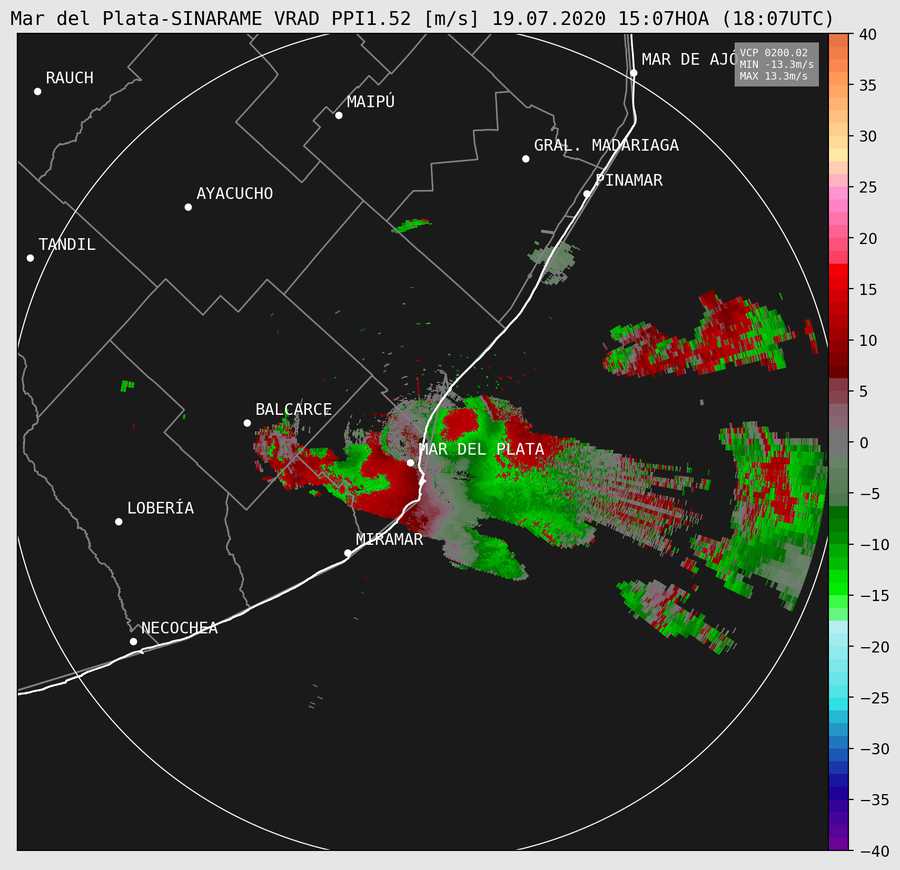 Mar del Plata-SINARAME VRAD PPI1.52 [m/s] 19.07.2020 15:07HOA (18:07UTC)
VCP 0200.02
MIN -13.3m/s
MAX 13.3m/s
MAR DE AJÓ
RAUCH
MAIPÚ
GRAL. MADARIAGA
PINAMAR
AYACUCHO
TANDIL
BALCARCE
MAR DEL PLATA
LOBERÍA
MIRAMAR
NECOCHEA
40
35
30
25
20
15
10
5
0
−5
−10
−15
−20
−25
−30
−35
−40